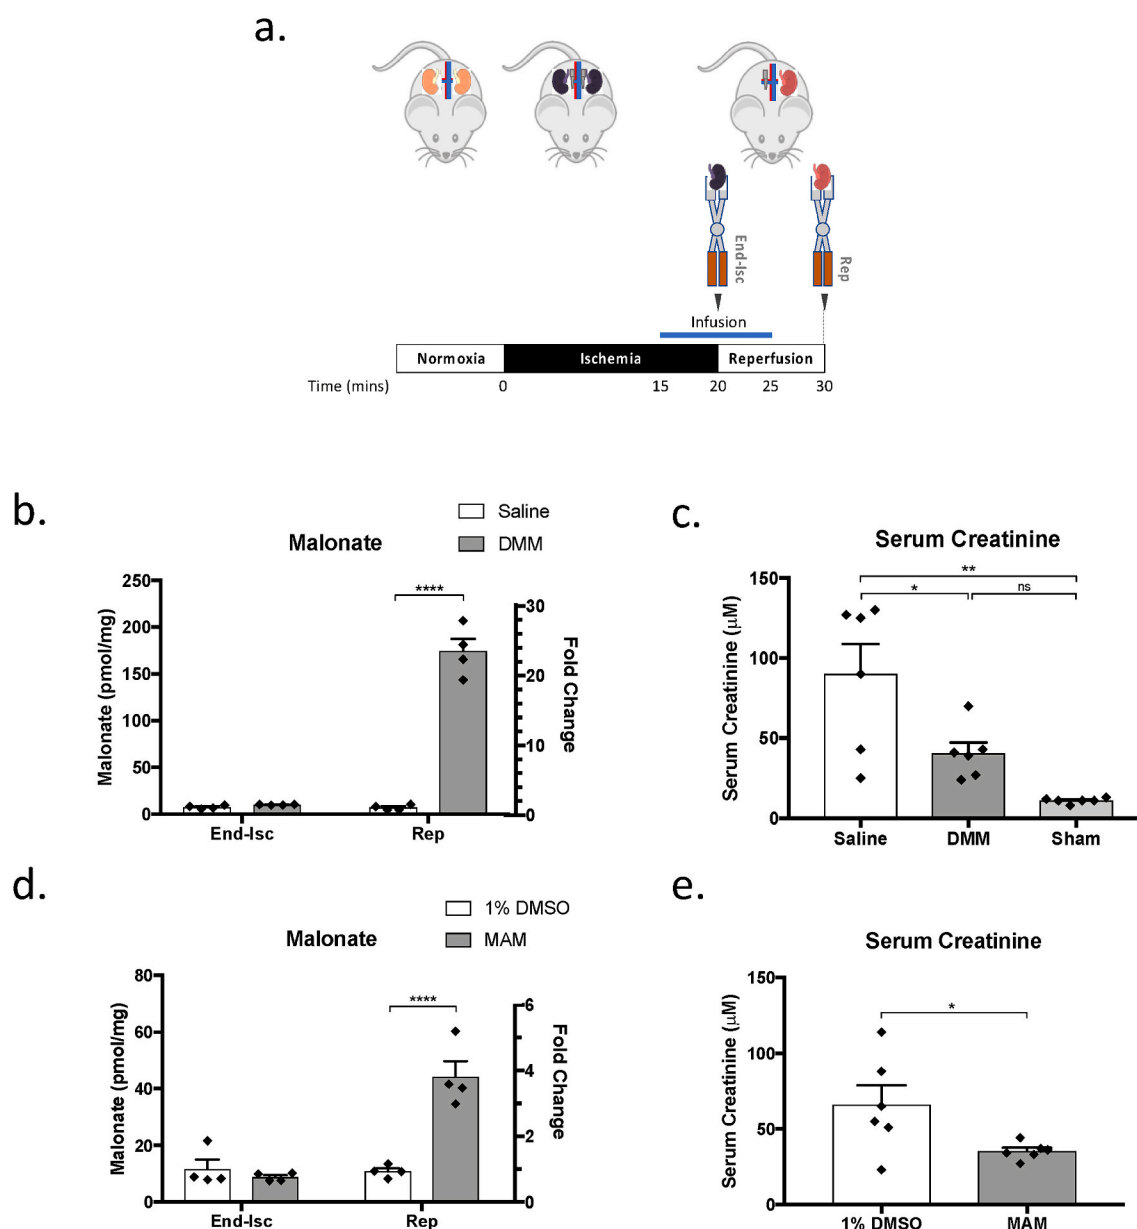 a.
End-Isc
Rep
Infusion
Normoxia
Ischemia
Reperfusion
Time (mins)
0
15
20
25
30
b.
Saline
DMM
Malonate
****
Malonate (pmol/mg)
250
200
150
100
50
0
30
20
10
0
Fold Change
End-Isc
Rep
c.
Serum Creatinine
**
*
ns
Serum Creatinine (μM)
150
100
50
0
Saline
DMM
Sham
d.
1% DMSO
MAM
Malonate
****
Malonate (pmol/mg)
80
60
40
20
0
6
4
2
0
Fold Change
End-Isc
Rep
e.
Serum Creatinine
*
Serum Creatinine (μM)
150
100
50
0
1% DMSO
MAM